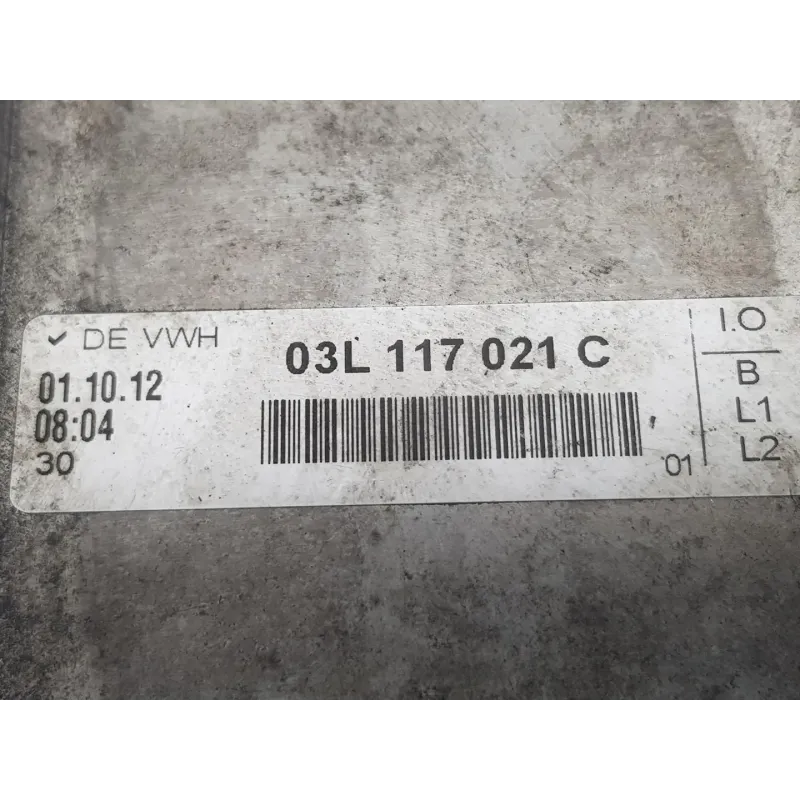 ✓ DE VWH
01.10.12
08:04
30
03L 117 021 C
01
I.O
B
L1
L2